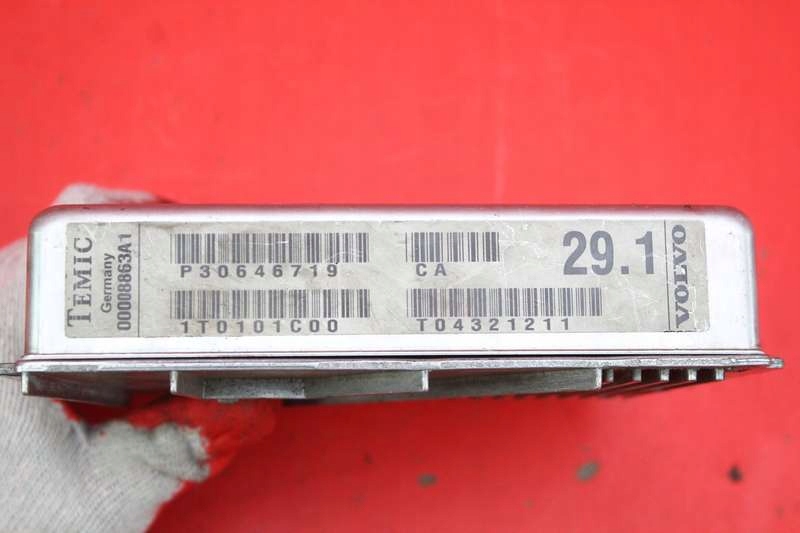 TEMIC
Germany
00008863A1
P30646719
CA
29.1
1T0101C00
T04321211
VOLVO